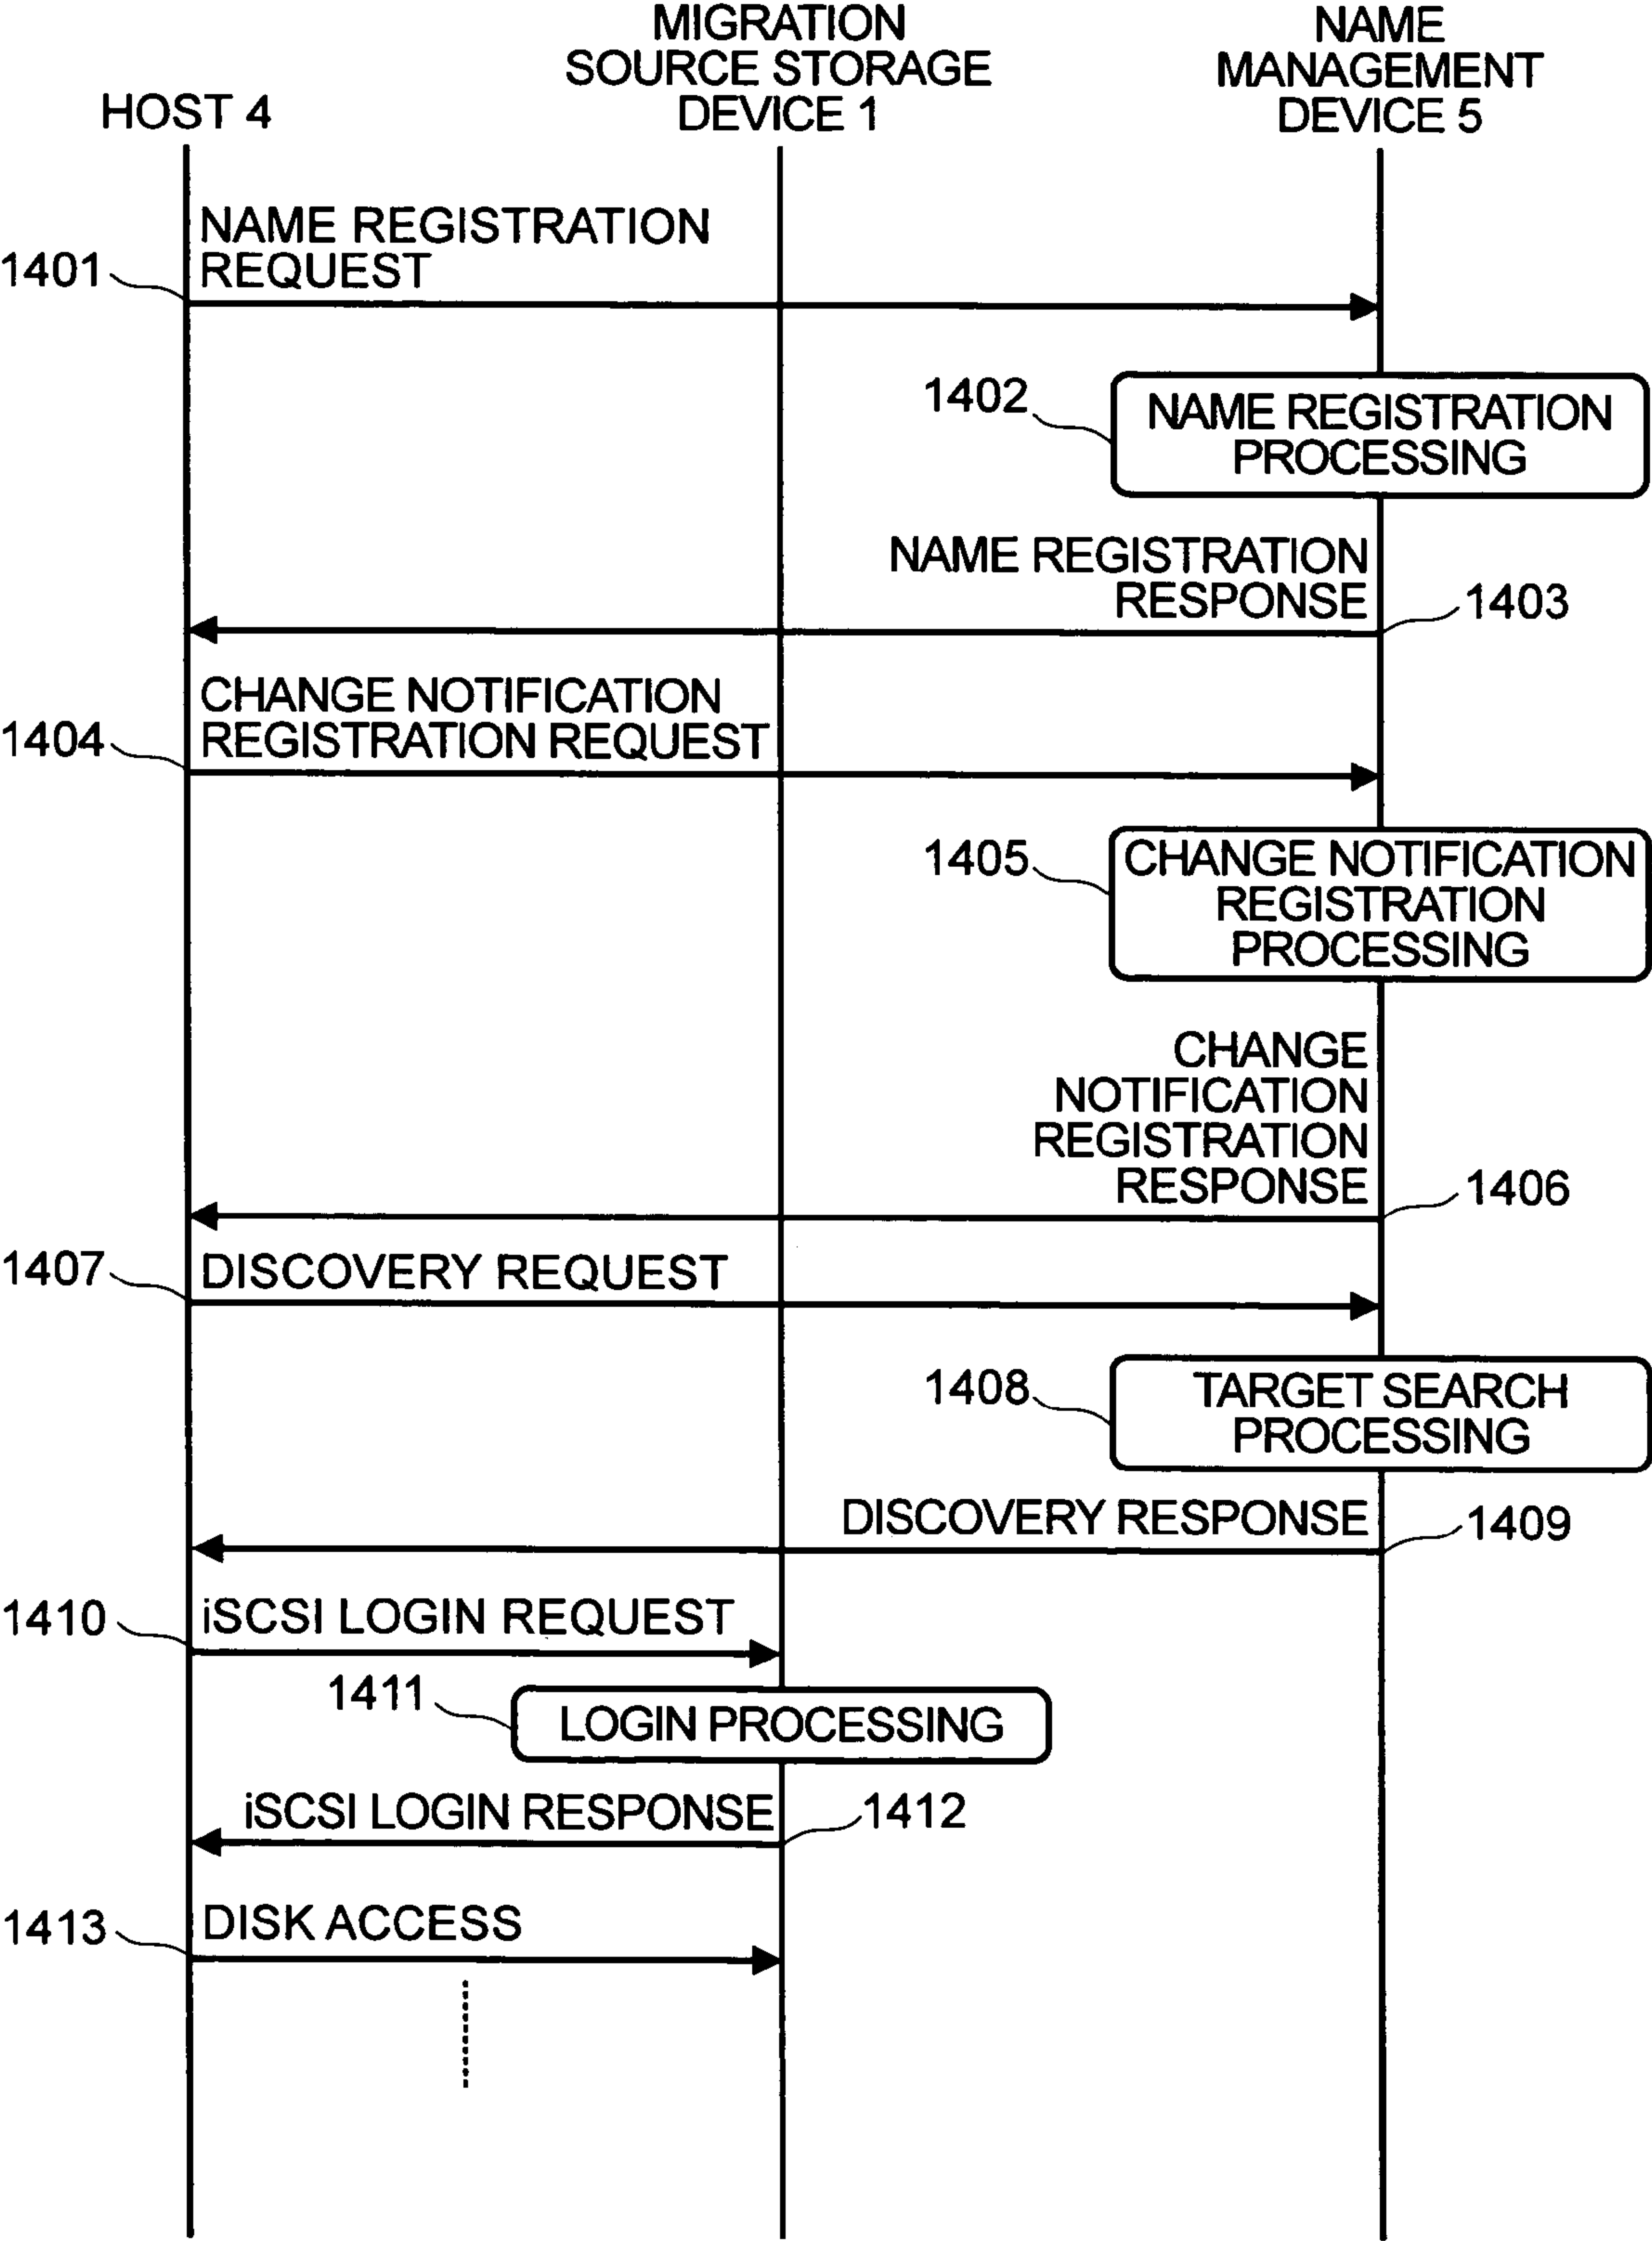 HOST 4
MIGRATION
SOURCE STORAGE
DEVICE 1
NAME
MANAGEMENT
DEVICE 5
1401
NAME REGISTRATION
REQUEST
1402
NAME REGISTRATION
PROCESSING
NAME REGISTRATION
RESPONSE
1403
1404
CHANGE NOTIFICATION
REGISTRATION REQUEST
1405
CHANGE NOTIFICATION
REGISTRATION
PROCESSING
CHANGE
NOTIFICATION
REGISTRATION
RESPONSE
1406
1407
DISCOVERY REQUEST
1408
TARGET SEARCH
PROCESSING
DISCOVERY RESPONSE
1409
1410
iSCSI LOGIN REQUEST
1411
LOGIN PROCESSING
iSCSI LOGIN RESPONSE
1412
1413
DISK ACCESS